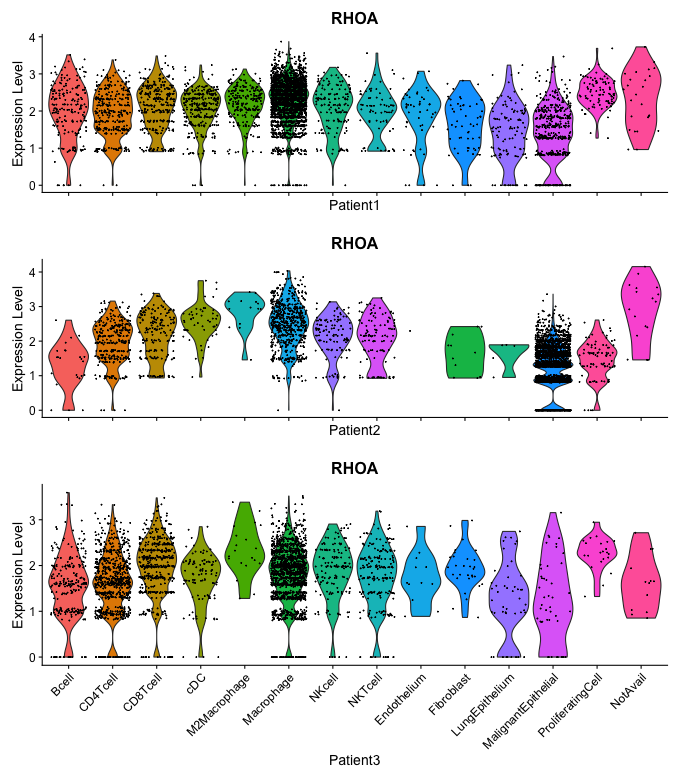 RHOA
4
3
2
1
0
Expression Level
Patient1
RHOA
4
3
2
1
0
Expression Level
Patient2
RHOA
3
2
1
0
Expression Level
Bcell
CD4Tcell
CD8Tcell
cDC
M2Macrophage
Macrophage
NKcell
NKTcell
Endothelium
Fibroblast
LungEpithelium
MalignantEpithelial
ProliferatingCell
NotAvail
Patient3